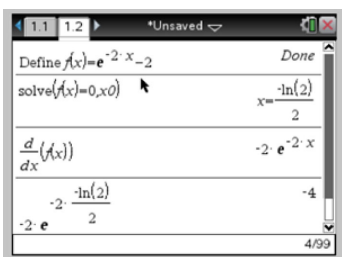 1.1 1.2 *Unsaved
Define f(x)=e^-2·x-2 Done
solve(f(x)=0,x0) x=-ln(2)/2
d/dx(f(x)) -2·e^-2·x
-2·e^-2·-ln(2)/2 -4
4/99